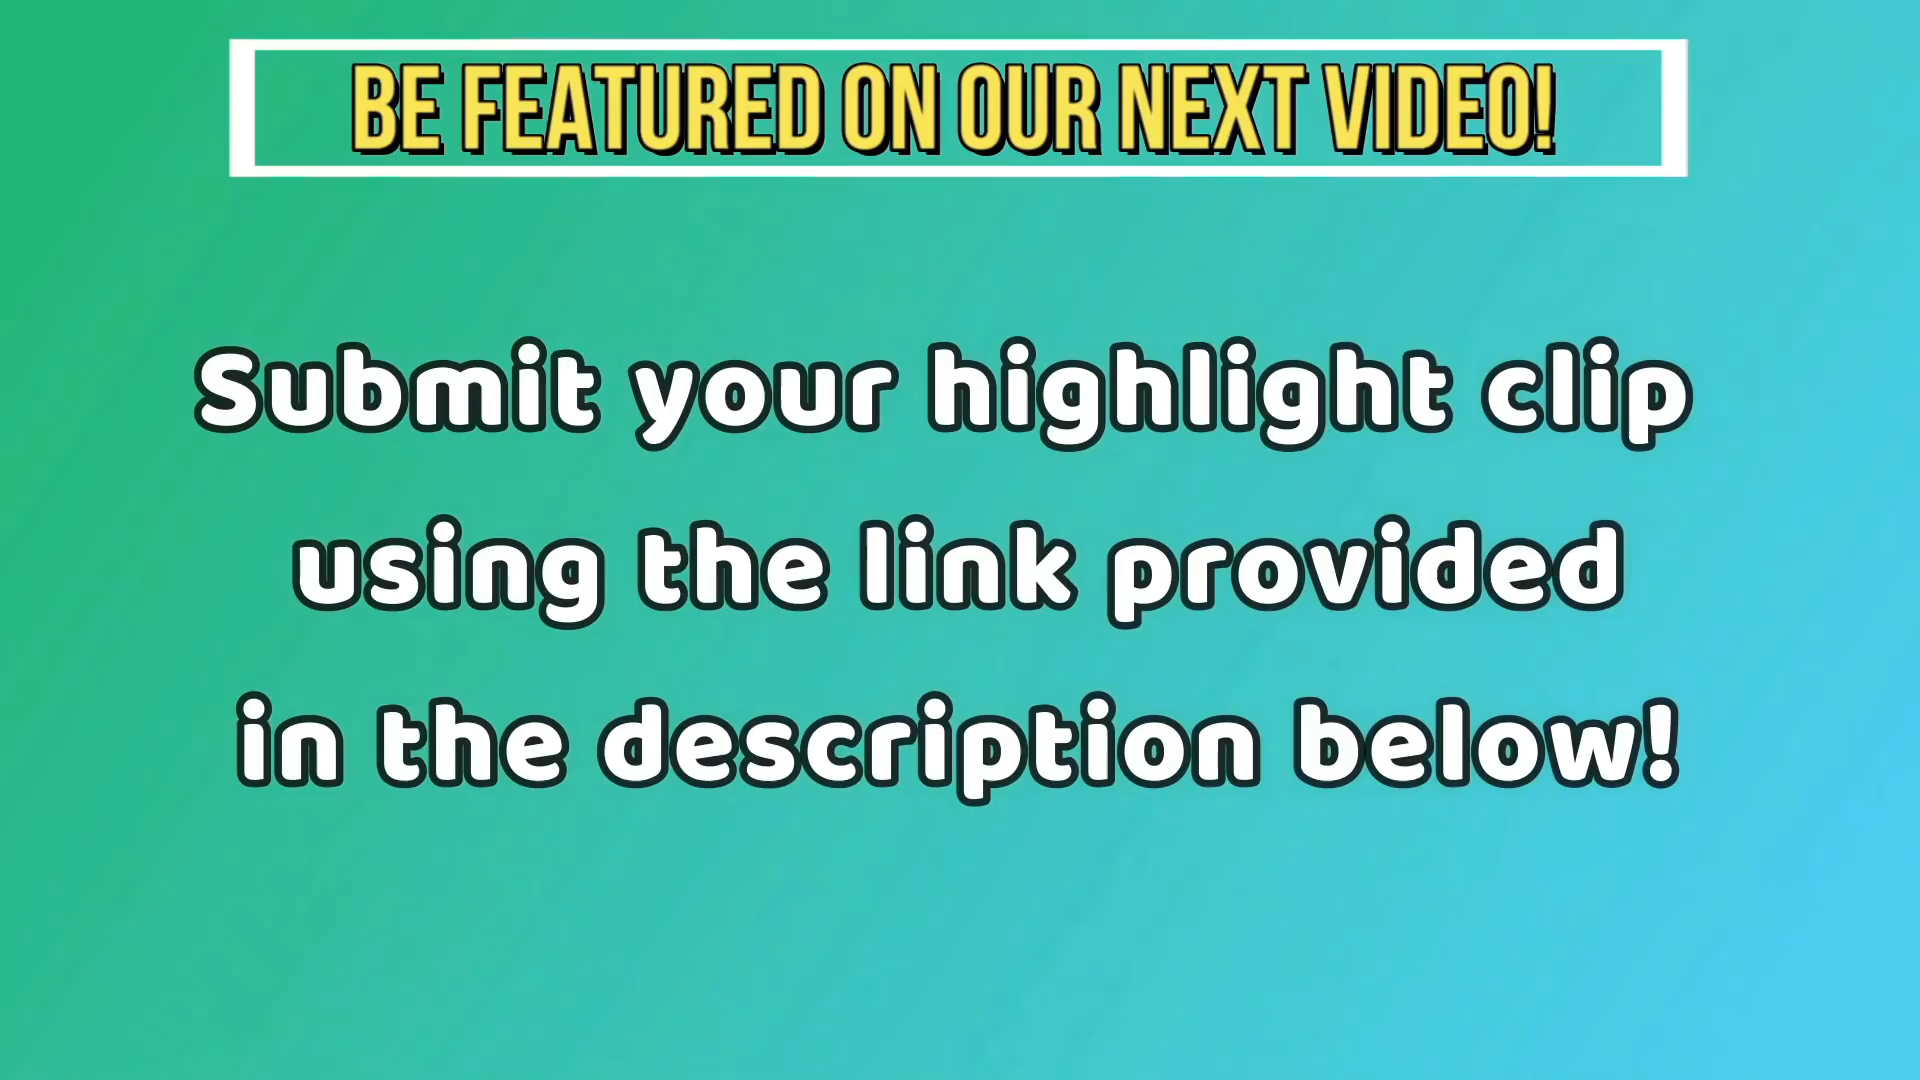 BE FEATURED ON OUR NEXT VIDEO!
Submit your highlight clip
using the link provided
in the description below!